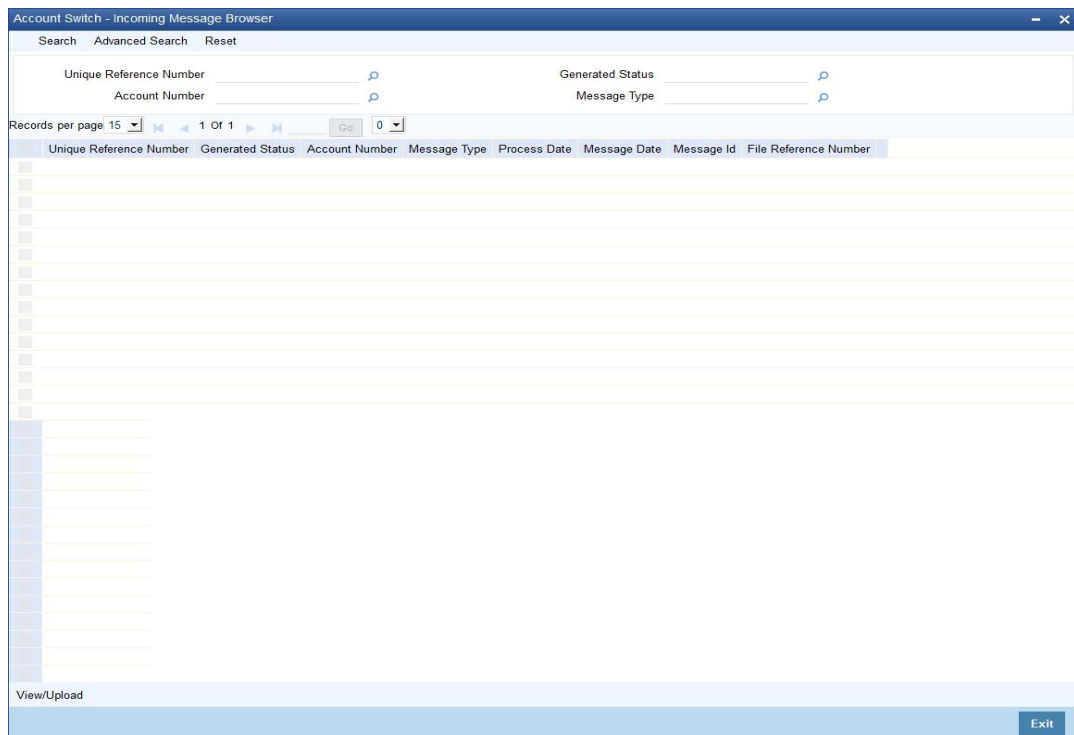 Account Switch - Incoming Message Browser
Search Advanced Search Reset
Unique Reference Number Generated Status
Account Number Message Type
Records per page 15 1 Of 1 Go 0
Unique Reference Number Generated Status Account Number Message Type Process Date Message Date Message Id File Reference Number
View/Upload
Exit